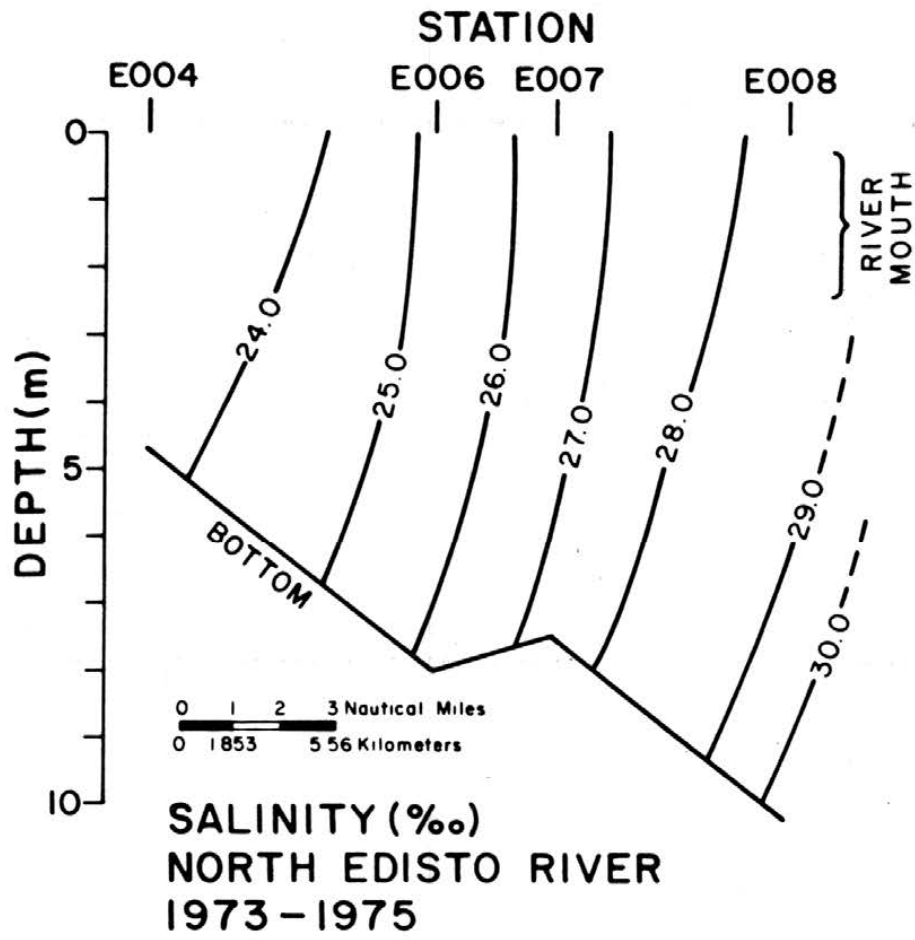 STATION
E004 E006 E007 E008
0
RIVER
MOUTH
24.0
25.0
26.0
27.0
28.0
29.0
30.0
DEPTH(m)
5
BOTTOM
0 1 2 3 Nautical Miles
0 1853 5 56 Kilometers
10
SALINITY (‰)
NORTH EDISTO RIVER
1973-1975